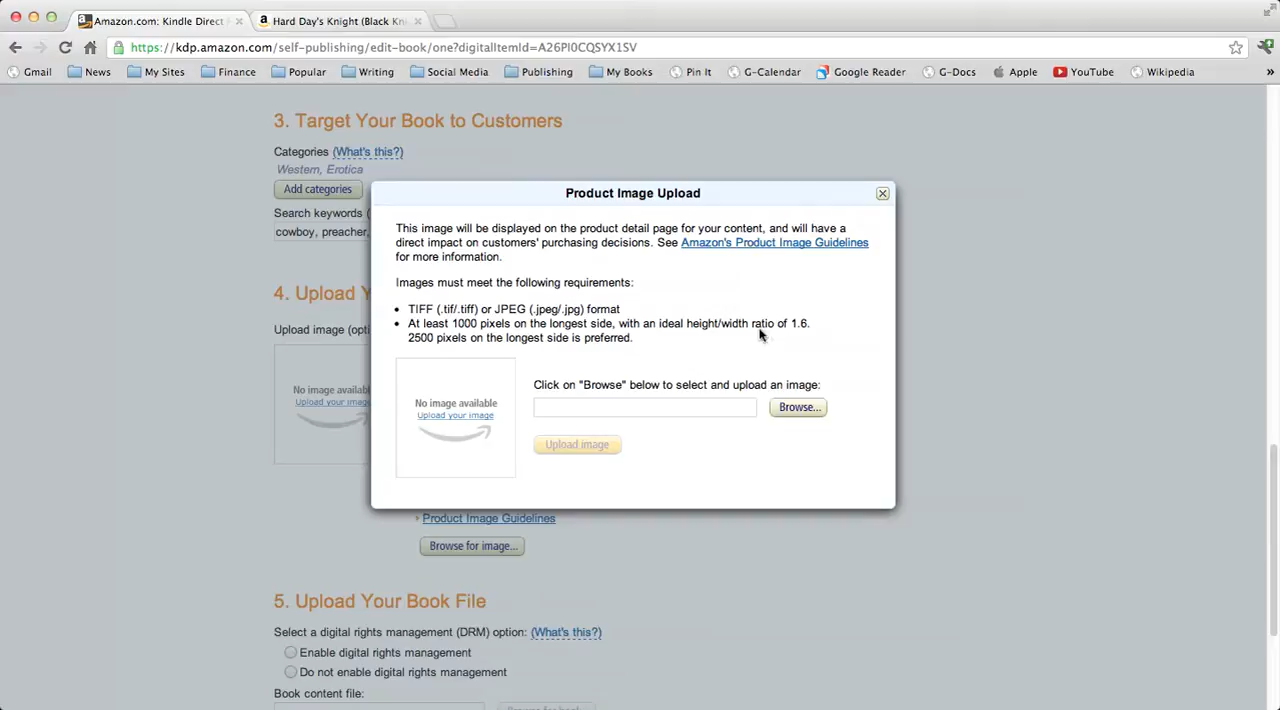 Amazon.com: Kindle Direct
Hard Day's Knight (Black Kn
https://kdp.amazon.com/self-publishing/edit-book/one?digitalItemId=A26PI0CQSYX1SV
Gmail News My Sites Finance Popular Writing Social Media Publishing My Books Pin It G-Calendar Google Reader G-Docs Apple YouTube Wikipedia »
3. Target Your Book to Customers
Categories (What's this?)
Western, Erotica
Add categories
Search keywords (
cowboy, preacher,
4. Upload Y
Upload image (opti
No image availab
Upload your imag
Product Image Upload
This image will be displayed on the product detail page for your content, and will have a
direct impact on customers' purchasing decisions. See Amazon's Product Image Guidelines
for more information.
Images must meet the following requirements:
• TIFF (.tif/.tiff) or JPEG (.jpeg/.jpg) format
• At least 1000 pixels on the longest side, with an ideal height/width ratio of 1.6.
2500 pixels on the longest side is preferred.
No image available
Upload your image
Click on "Browse" below to select and upload an image:
Browse...
Upload image
Product Image Guidelines
Browse for image...
5. Upload Your Book File
Select a digital rights management (DRM) option: (What's this?)
Enable digital rights management
Do not enable digital rights management
Book content file: